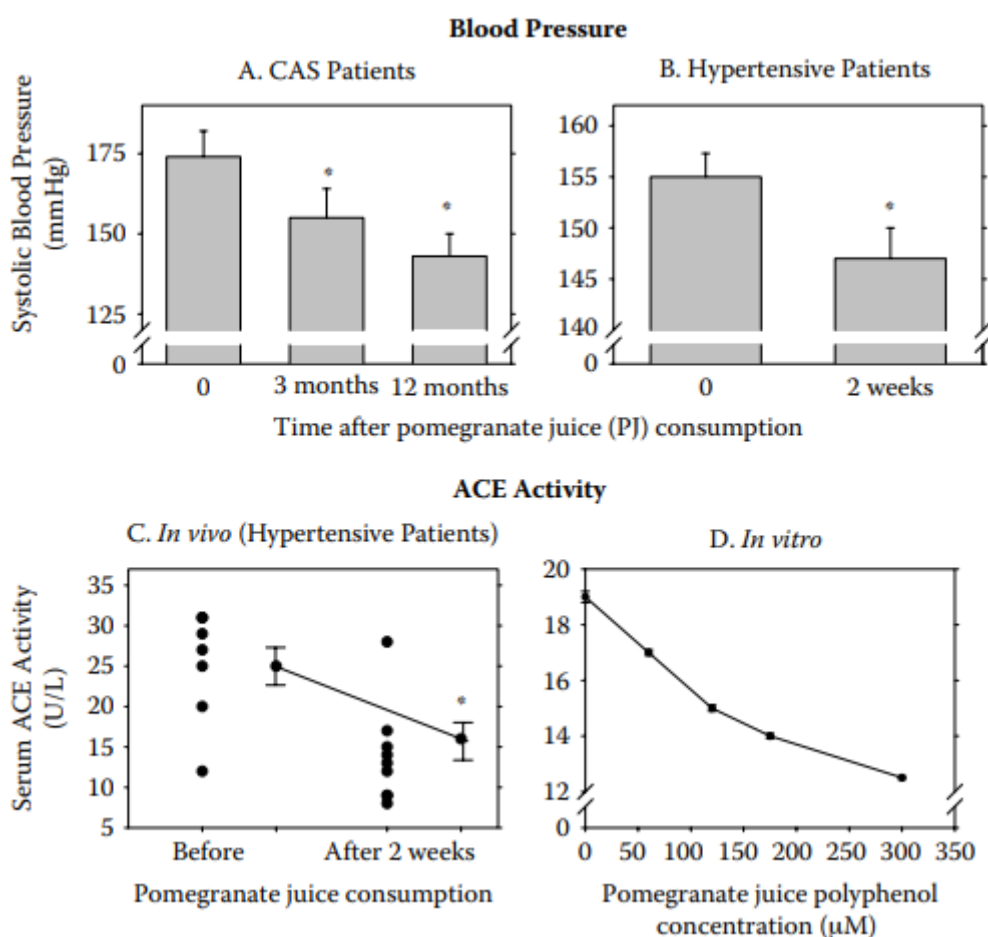 Blood Pressure
A. CAS Patients
B. Hypertensive Patients
Systolic Blood Pressure
(mmHg)
175
150
125
0
*
*
0
3 months
12 months
160
155
150
145
140
0
*
0
2 weeks
Time after pomegranate juice (PJ) consumption
ACE Activity
C. In vivo (Hypertensive Patients)
D. In vitro
Serum ACE Activity
(U/L)
35
30
25
20
15
10
5
*
Before
After 2 weeks
Pomegranate juice consumption
20
18
16
14
12
0
0 50 100 150 200 250 300 350
Pomegranate juice polyphenol
concentration (μM)